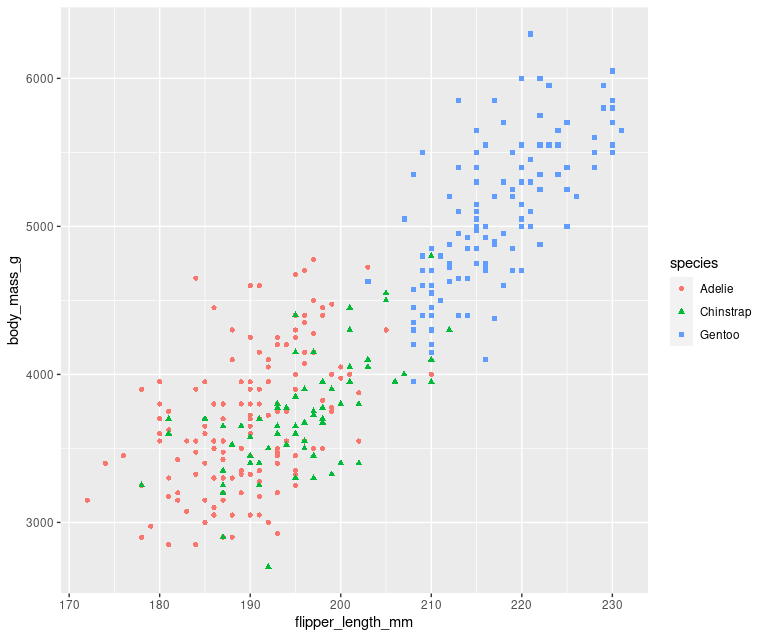 6000
5000
4000
3000
body_mass_g
170 180 190 200 210 220 230
flipper_length_mm
species
Adelie
Chinstrap
Gentoo